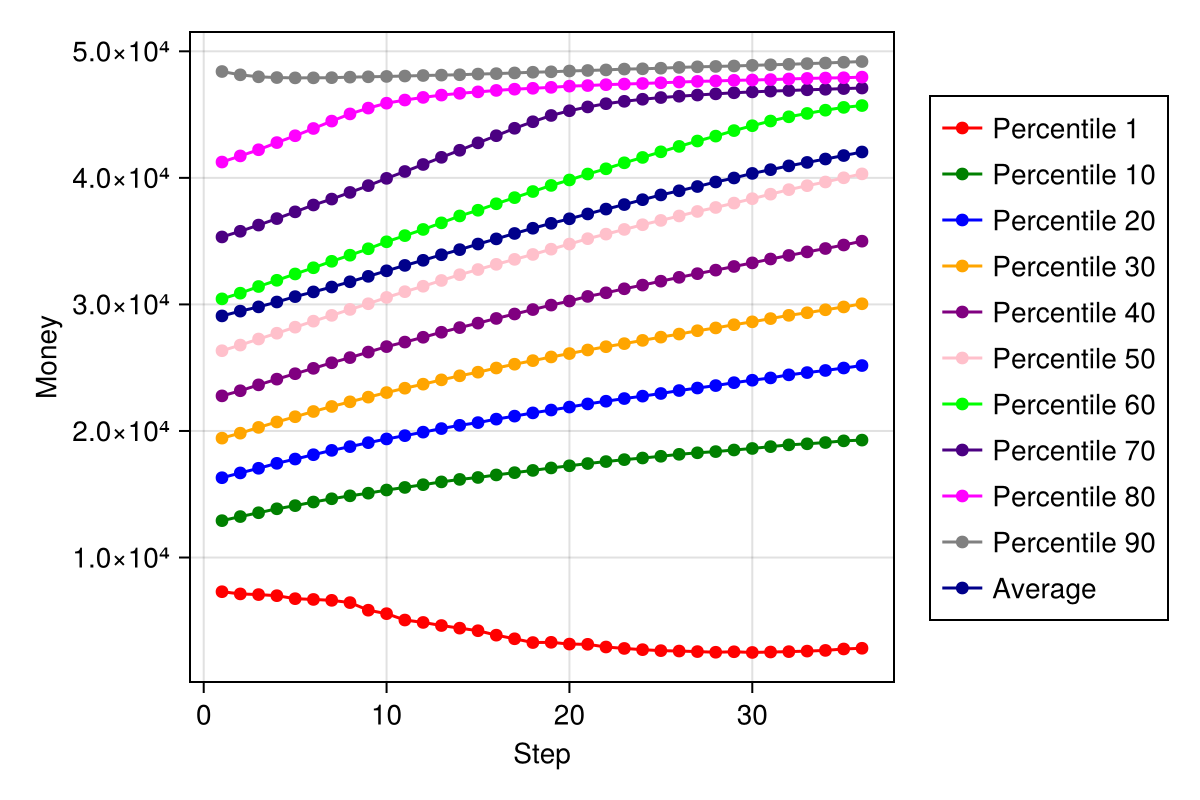 5.0×10⁴
4.0×10⁴
3.0×10⁴
2.0×10⁴
1.0×10⁴
Money
0 10 20 30
Step
Percentile 1
Percentile 10
Percentile 20
Percentile 30
Percentile 40
Percentile 50
Percentile 60
Percentile 70
Percentile 80
Percentile 90
Average